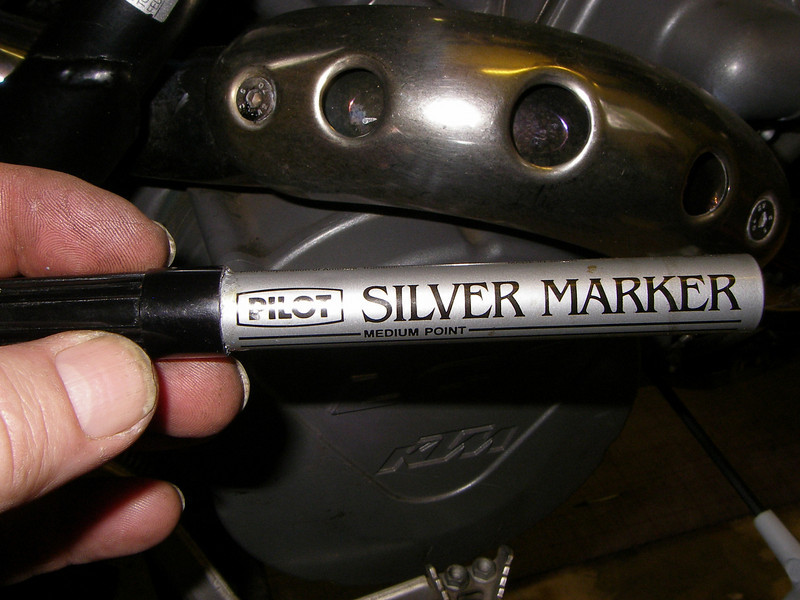 PILOT SILVER MARKER
MEDIUM POINT
KTM